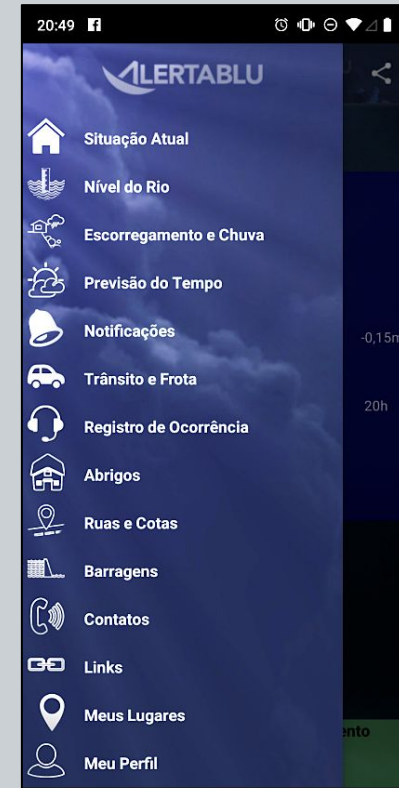 20:49
ALERTABLU
Situação Atual
Nível do Rio
Escorregamento e Chuva
Previsão do Tempo
Notificações
-0,15m
Trânsito e Frota
20h
Registro de Ocorrência
Abrigos
Ruas e Cotas
Barragens
Contatos
Links
Meus Lugares
ento
Meu Perfil